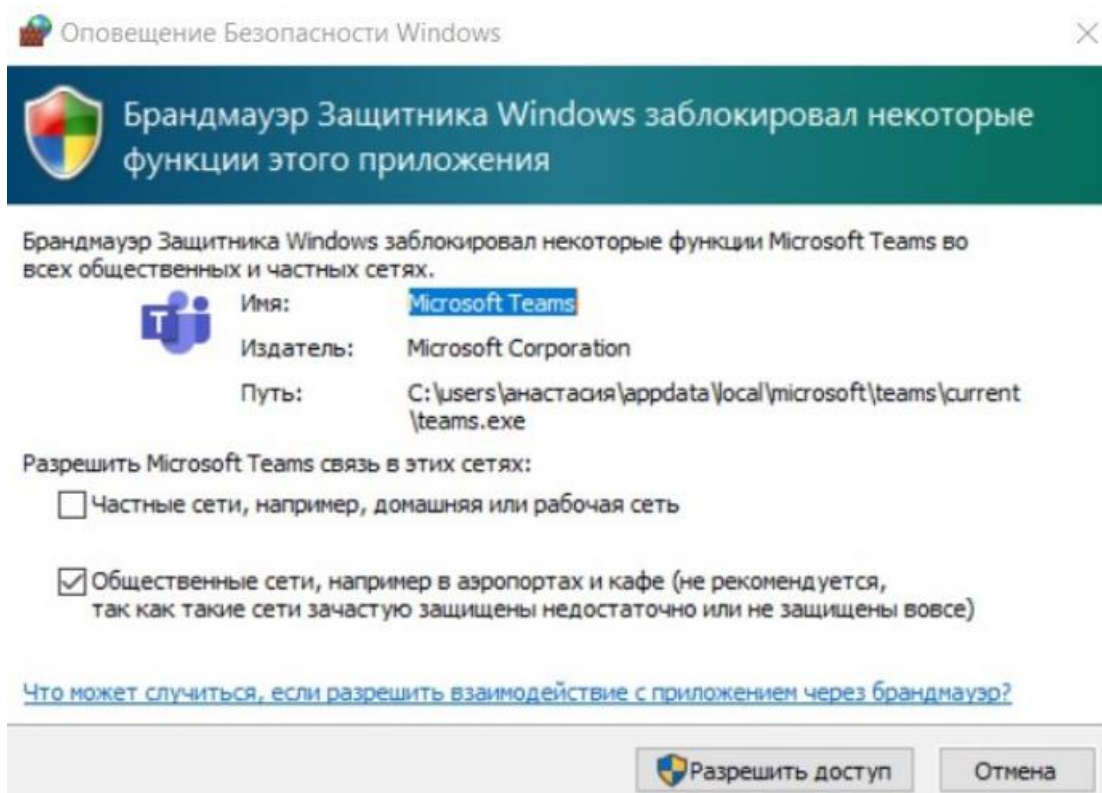 Оповещение Безопасности Windows
Брандмауэр Защитника Windows заблокировал некоторые
функции этого приложения
Брандмауэр Защитника Windows заблокировал некоторые функции Microsoft Teams во
всех общественных и частных сетях.
Имя: Microsoft Teams
Издатель: Microsoft Corporation
Путь: C:\users\анастасия\appdata\local\microsoft\teams\current
\teams.exe
Разрешить Microsoft Teams связь в этих сетях:
Частные сети, например, домашняя или рабочая сеть
Общественные сети, например в аэропортах и кафе (не рекомендуется,
так как такие сети зачастую защищены недостаточно или не защищены вовсе)
Что может случиться, если разрешить взаимодействие с приложением через брандмауэр?
Разрешить доступ Отмена